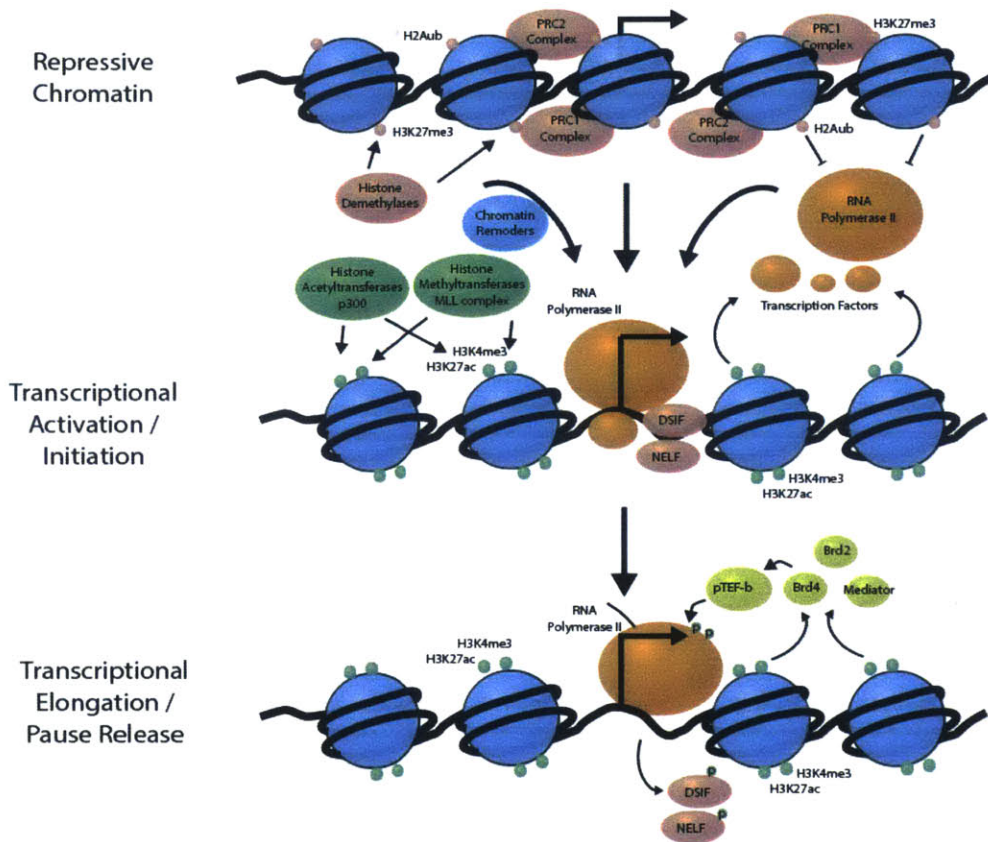 Repressive
Chromatin
H2Aub
PRC2
Complex
PRC1
Complex
H3K27me3
H3K27me3
PRC1
Complex
PRC2
Complex
H2Aub
Histone
Demethylases
Chromatin
Remoders
RNA
Polymerase II
Histone
Acetyltransferases
p300
Histone
Methyltransferases
MLL complex
RNA
Polymerase II
Transcription Factors
H3K4me3
H3K27ac
Transcriptional
Activation /
Initiation
DSIF
NELF
H3K4me3
H3K27ac
Brd2
pTEF-b
Brd4
Mediator
RNA
Polymerase II
P
P
H3K4me3
H3K27ac
Transcriptional
Elongation /
Pause Release
H3K4me3
H3K27ac
P
DSIF
P
NELF